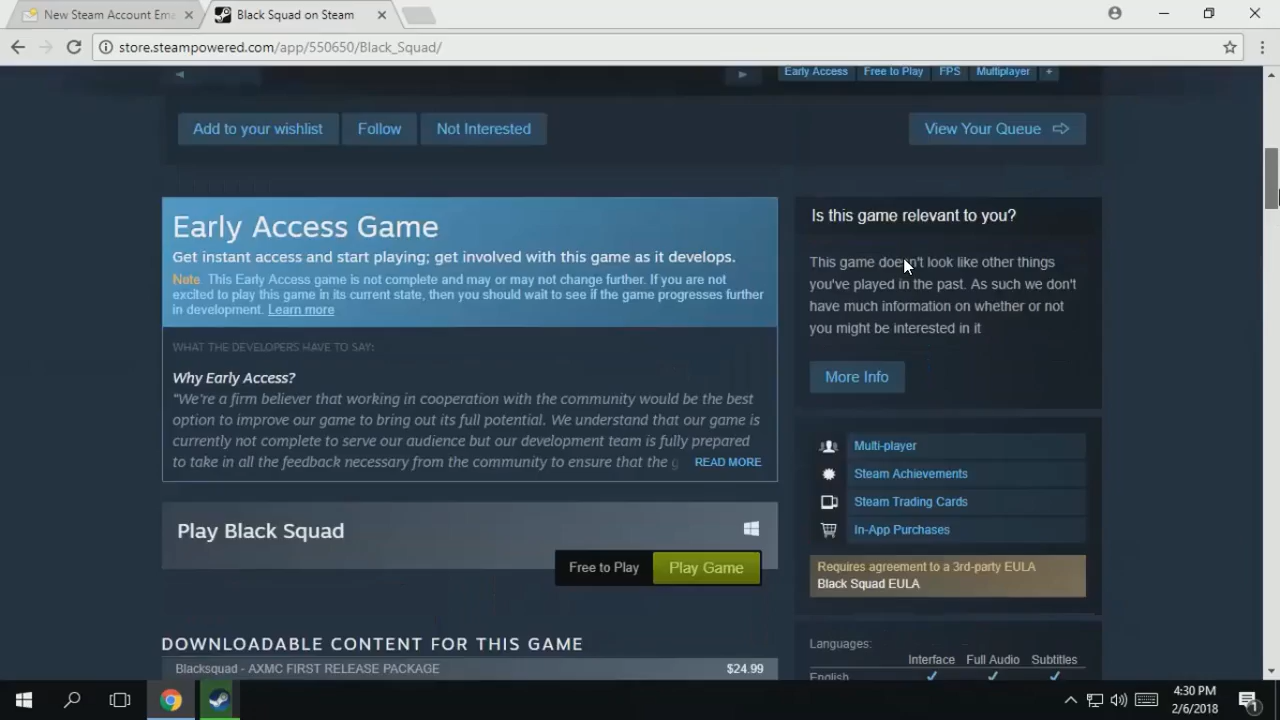 New Steam Account Ema
Black Squad on Steam
store.steampowered.com/app/550650/Black_Squad/
Early Access
Free to Play
FPS
Multiplayer
+
Add to your wishlist
Follow
Not Interested
View Your Queue
Early Access Game
Get instant access and start playing; get involved with this game as it develops.
Note: This Early Access game is not complete and may or may not change further. If you are
not excited to play this game in its current state, then you should wait to see if the game progresses further
in development. Learn more
WHAT THE DEVELOPERS HAVE TO SAY:
Why Early Access?
"We're a firm believer that working in cooperation with the community would be the best
option to improve our game to bring out its full potential. We understand that our game is
currently not complete to serve our audience but our development team is fully prepared
to take in all the feedback necessary from the community to ensure that the g
READ MORE
Play Black Squad
Free to Play
Play Game
DOWNLOADABLE CONTENT FOR THIS GAME
Blacksquad - AXMC FIRST RELEASE PACKAGE
$24.99
Is this game relevant to you?
This game doesn't look like other things
you've played in the past. As such we don't
have much information on whether or not
you might be interested in it
More Info
Multi-player
Steam Achievements
Steam Trading Cards
In-App Purchases
Requires agreement to a 3rd-party EULA
Black Squad EULA
Languages:
Interface
Full Audio
Subtitles
English
4:30 PM
2/6/2018
1